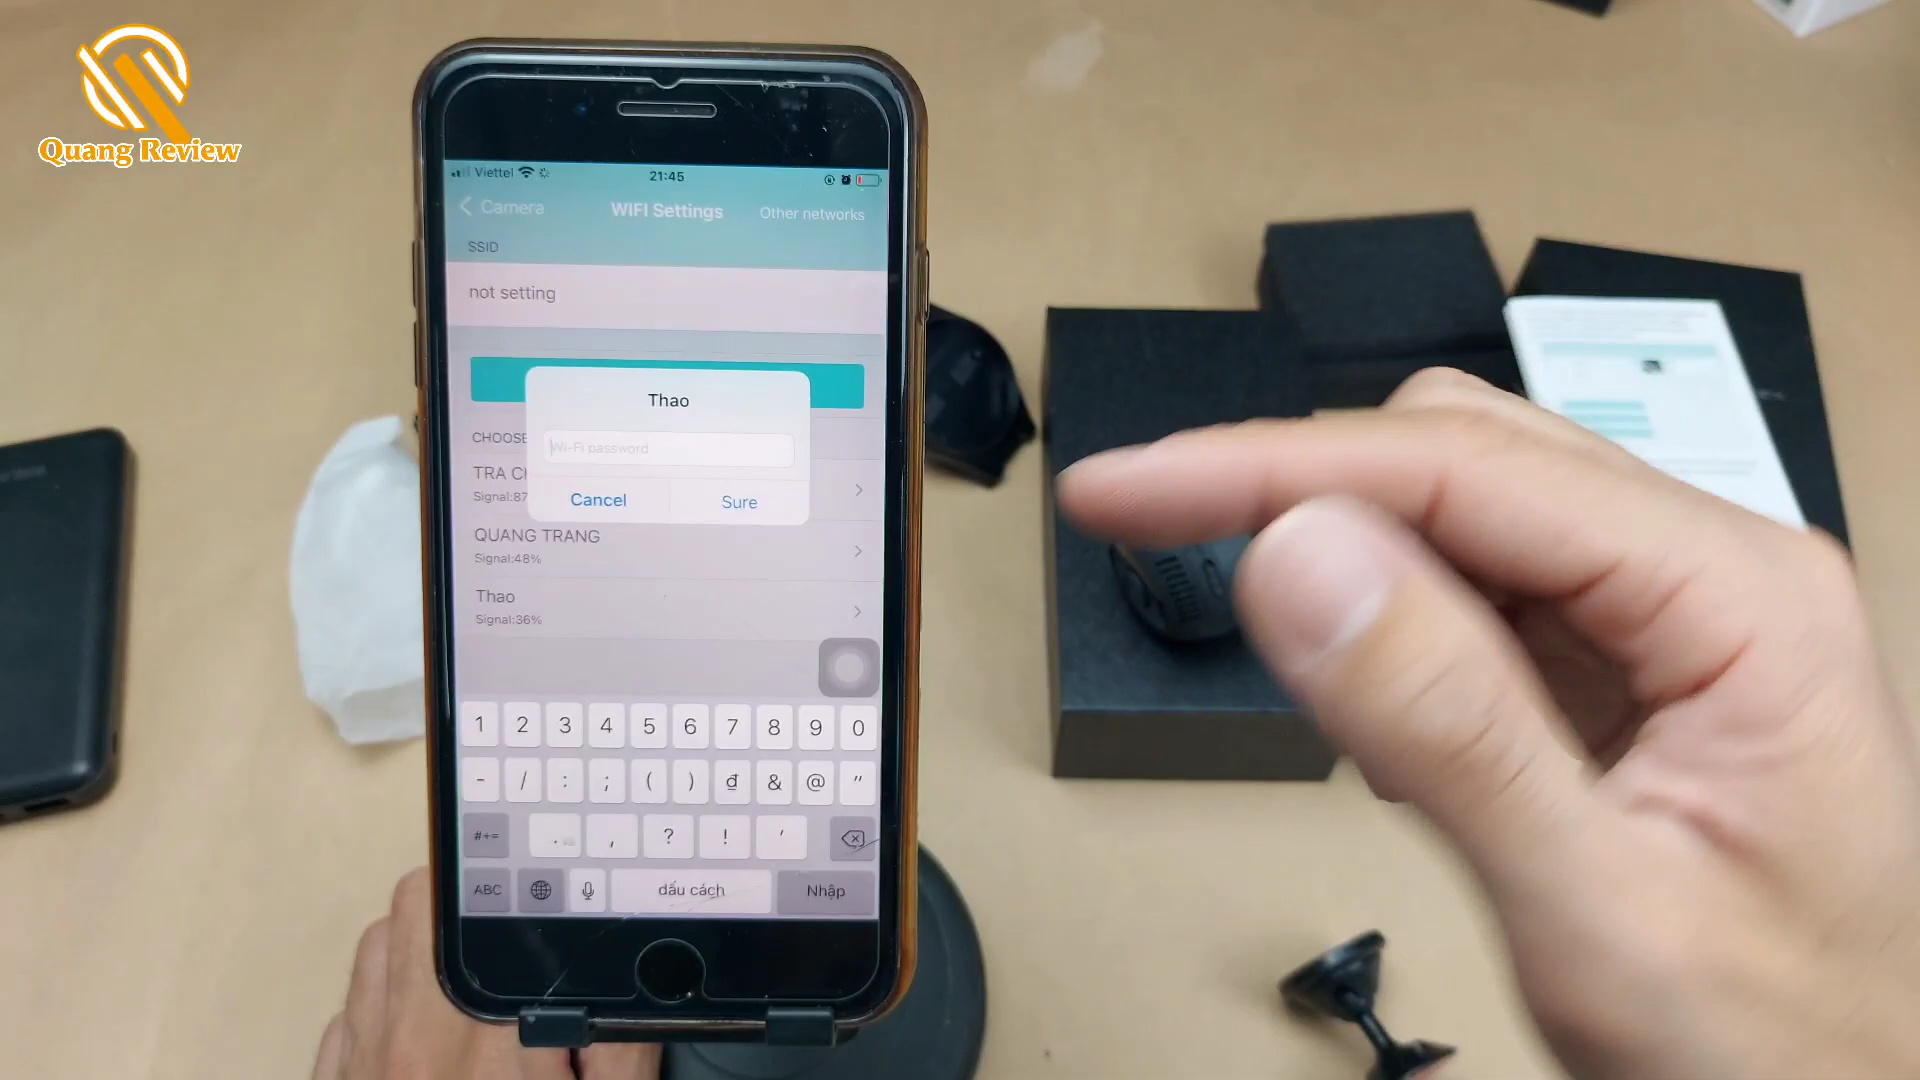 Quang Review
Viettel
21:45
Camera
WIFI Settings
Other networks
SSID
not setting
Thao
Wi-Fi password
Cancel
Sure
CHOOSE
TRA
Signal:87
QUANG TRANG
Signal:48%
Thao
Signal:36%
1 2 3 4 5 6 7 8 9 0
- / : ; ( ) ₫ & @ "
#+= . , ? ! '
ABC dấu cách Nhập